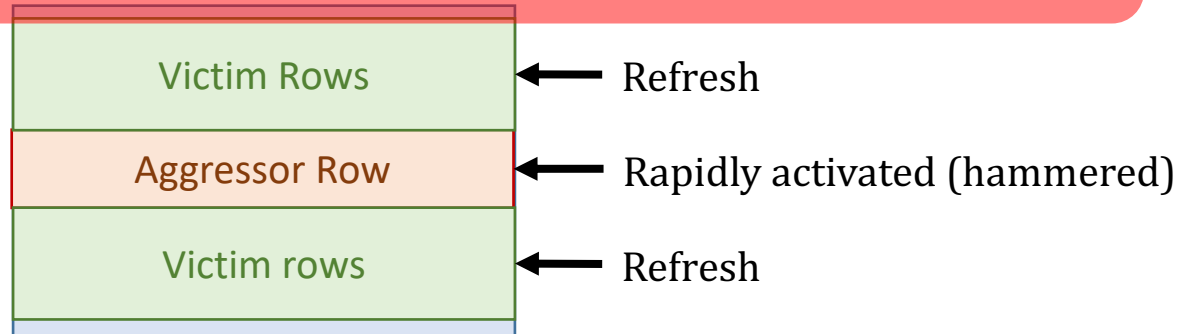 Victim Rows
Refresh
Aggressor Row
Rapidly activated (hammered)
Victim rows
Refresh